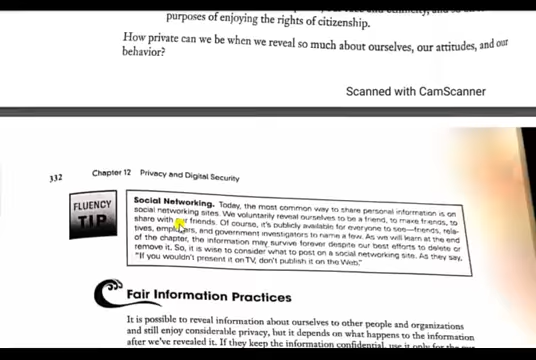 purposes of enjoying the rights of citizenship.
How private can we be when we reveal so much about ourselves, our attitudes, and our
behavior?
Scanned with CamScanner
332 Chapter 12 Privacy and Digital Security
FLUENCY
TIP
Social Networking. Today, the most common way to share personal information is on
social networking sites. We voluntarily reveal ourselves to be a friend, to make friends, to
share with our friends. Of course, it's publicly available for everyone to see—friends, rela-
tives, employers, and government investigators to name a few. As we will learn at the end
of the chapter, the information may survive forever despite our best efforts to delete or
remove it. So, it is wise to consider what to post on a social networking site. As they say,
"If you wouldn't present it on TV, don't publish it on the Web."
Fair Information Practices
It is possible to reveal information about ourselves to other people and organizations
and still enjoy considerable privacy, but it depends on what happens to the information
after we've revealed it. If they keep the information confidential, use it only for the